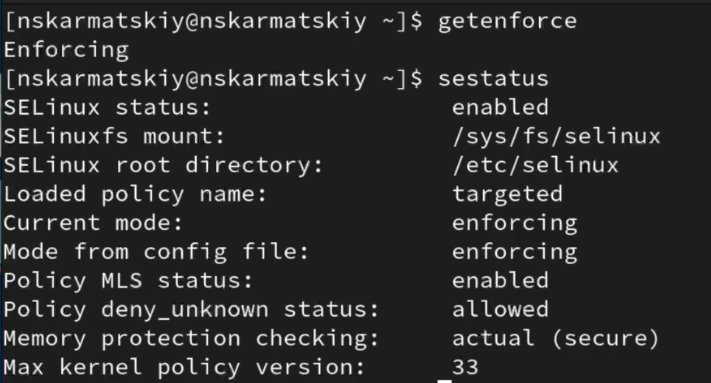 [nskarmatskiy@nskarmatskiy ~]$ getenforce
Enforcing
[nskarmatskiy@nskarmatskiy ~]$ sestatus
SELinux status:                 enabled
SELinuxfs mount:                /sys/fs/selinux
SELinux root directory:         /etc/selinux
Loaded policy name:             targeted
Current mode:                   enforcing
Mode from config file:          enforcing
Policy MLS status:              enabled
Policy deny_unknown status:     allowed
Memory protection checking:     actual (secure)
Max kernel policy version:      33